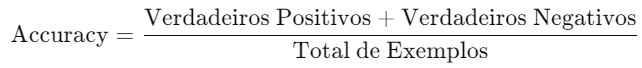 Accuracy = Verdadeiros Positivos + Verdadeiros Negativos
Total de Exemplos